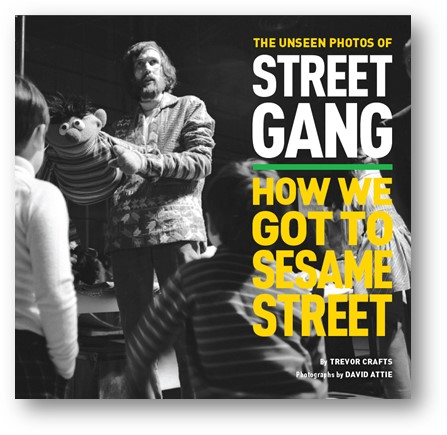 THE UNSEEN PHOTOS OF
STREET
GANG
HOW WE
GOT TO
SESAME
STREET
By TREVOR CRAFTS
Photographs by DAVID ATTIE